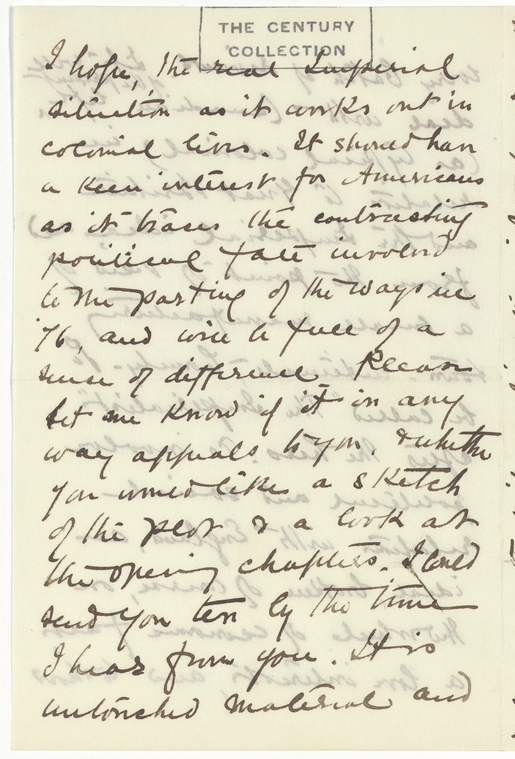 THE CENTURY
COLLECTION
I hope, the real Imperial
situation as it works out in
colonial lives. It should have
a keen interest for Americans
as it traces the contrasting
political fate involved
to the parting of the ways in
'76, and will be full of a
sense of difference. Please
let me know if it in any
way appeals to you, & whether
you would like a sketch
of the plot & a look at
the opening chapters. I could
send you ten by the time
I hear from you. It is
untouched material and